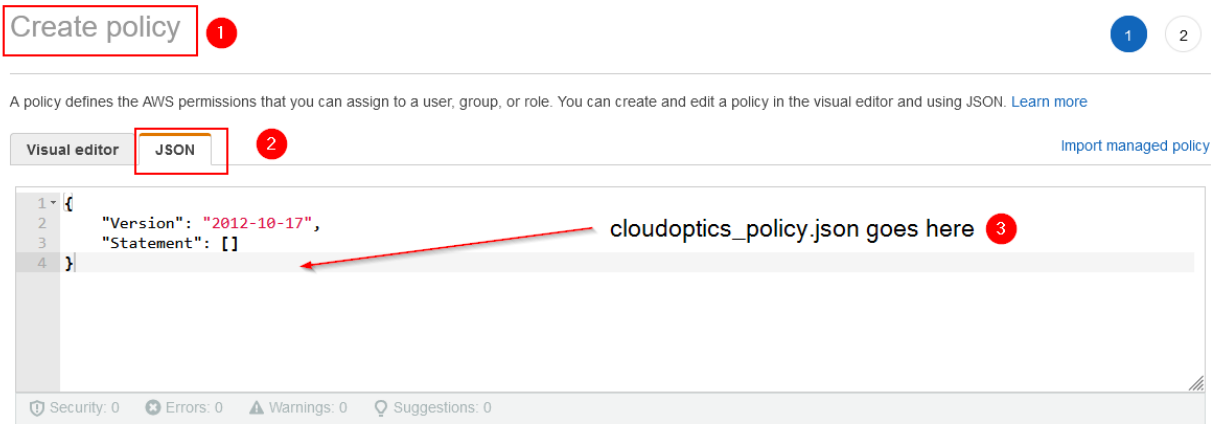 Create policy 1
1 2
A policy defines the AWS permissions that you can assign to a user, group, or role. You can create and edit a policy in the visual editor and using JSON. Learn more
Visual editor JSON 2 Import managed policy
1 {
2 "Version": "2012-10-17",
3 "Statement": []
4 }
cloudoptics_policy.json goes here 3
Security: 0 Errors: 0 Warnings: 0 Suggestions: 0